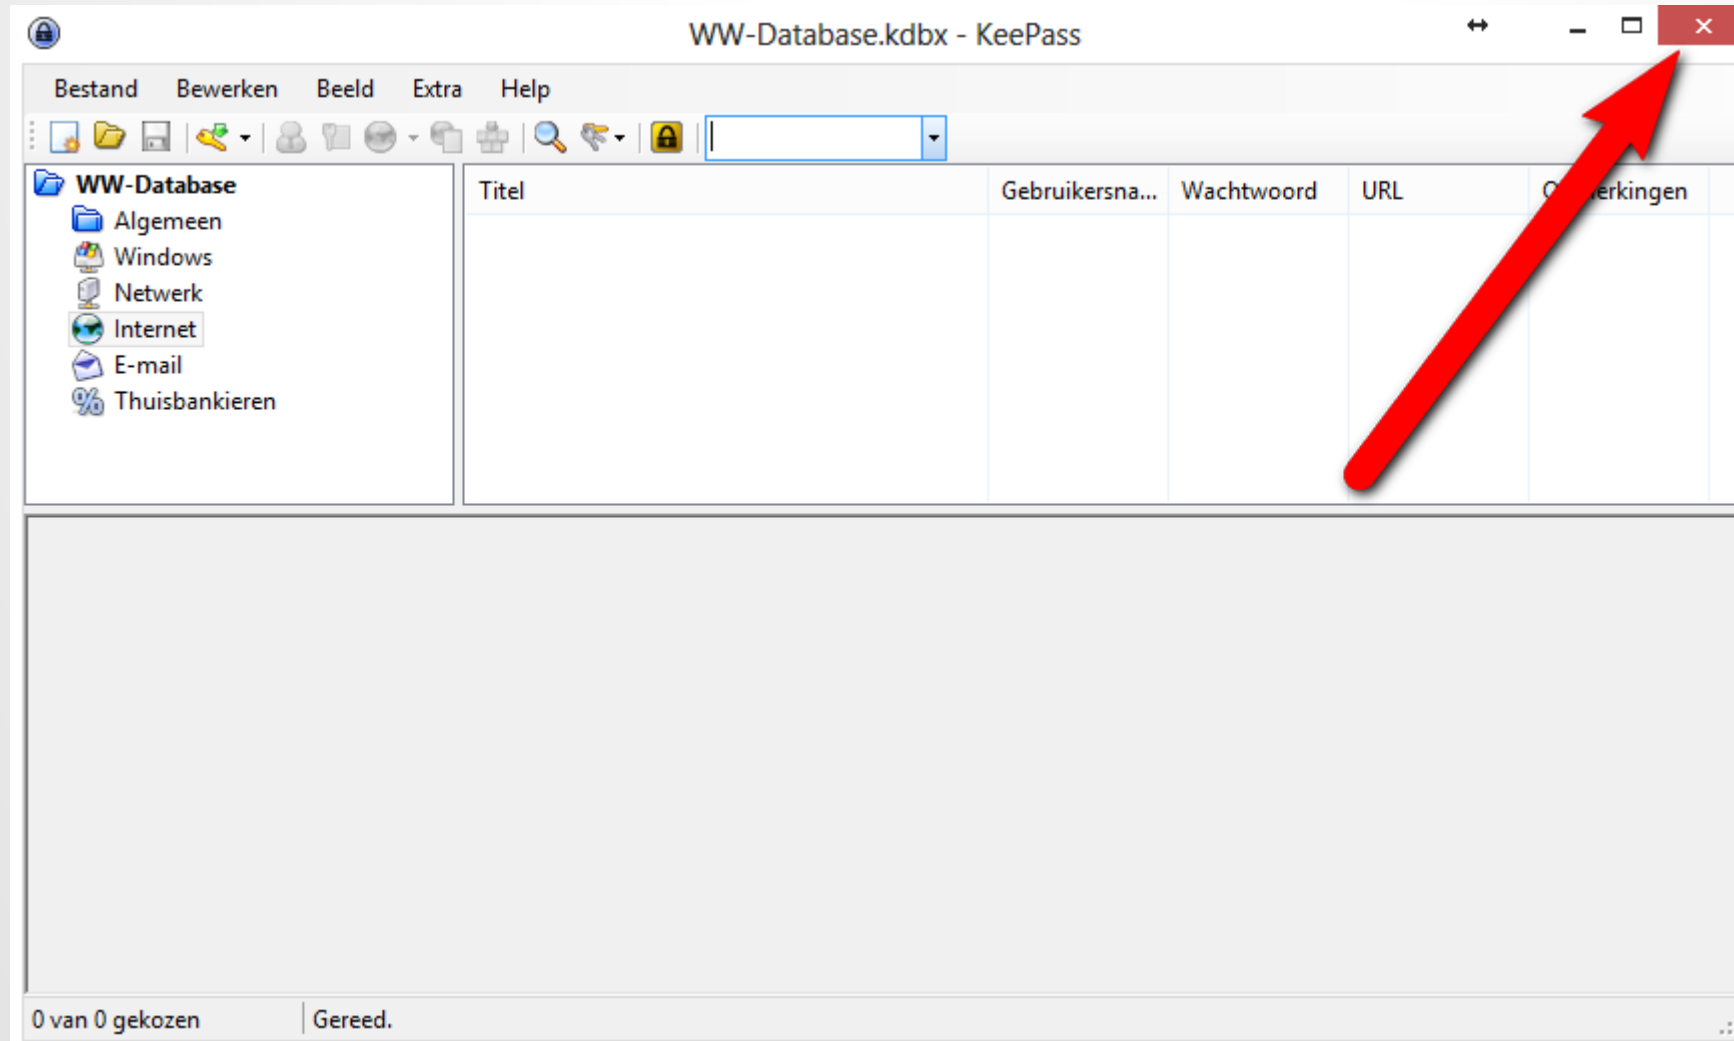 WW-Database.kdbx - KeePass
Bestand Bewerken Beeld Extra Help
WW-Database
Algemeen
Windows
Netwerk
Internet
E-mail
Thuisbankieren
Titel Gebruikersna... Wachtwoord URL
0 van 0 gekozen Gereed.